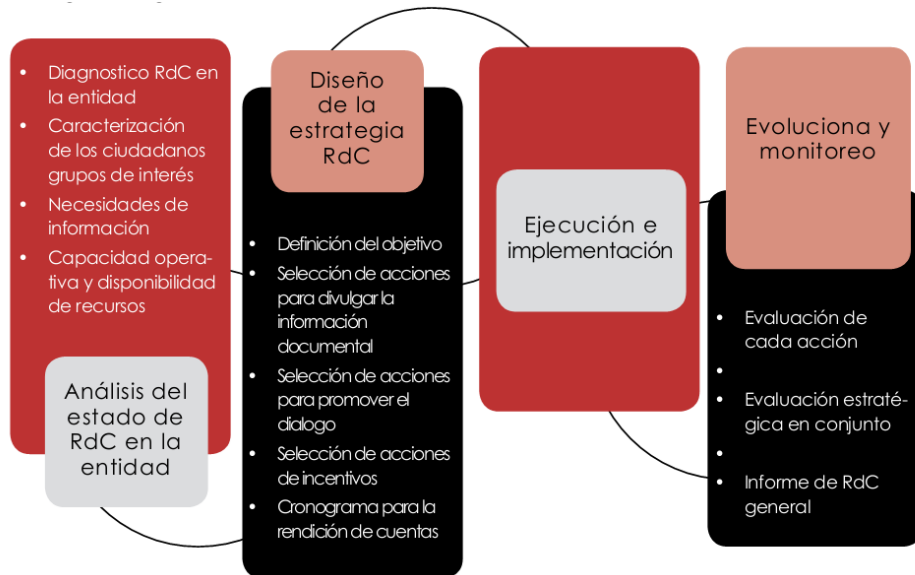 • Diagnostico RdC en
la entidad
• Caracterización
de los ciudadanos
grupos de interés
• Necesidades de
información
• Capacidad opera-
tiva y disponibilidad
de recursos
Análisis del
estado de
RdC en la
entidad
Diseño
de la
estrategia
RdC
• Definición del objetivo
• Selección de acciones
para divulgar la
información
documental
• Selección de acciones
para promover el
dialogo
• Selección de acciones
de incentivos
• Cronograma para la
rendición de cuentas
Ejecución e
implementación
Evoluciona y
monitoreo
• Evaluación de
cada acción
•
• Evaluación estraté-
gica en conjunto
•
• Informe de RdC
general